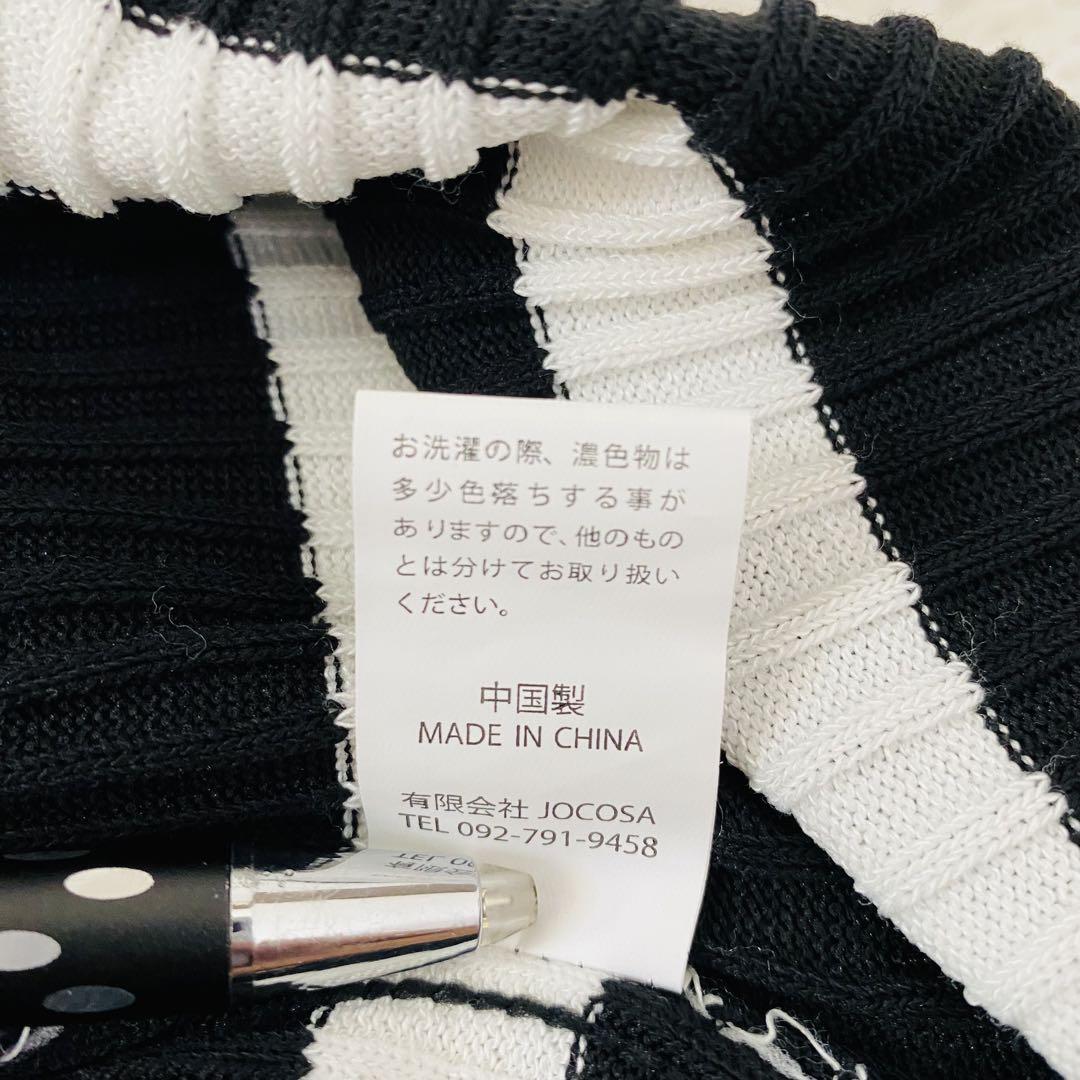 お洗濯の際、濃色物は
多少色落ちする事が
ありますので、他のもの
とは分けてお取り扱い
ください。
中国製
MADE IN CHINA
有限会社 JOCOSA
TEL 092-791-9458